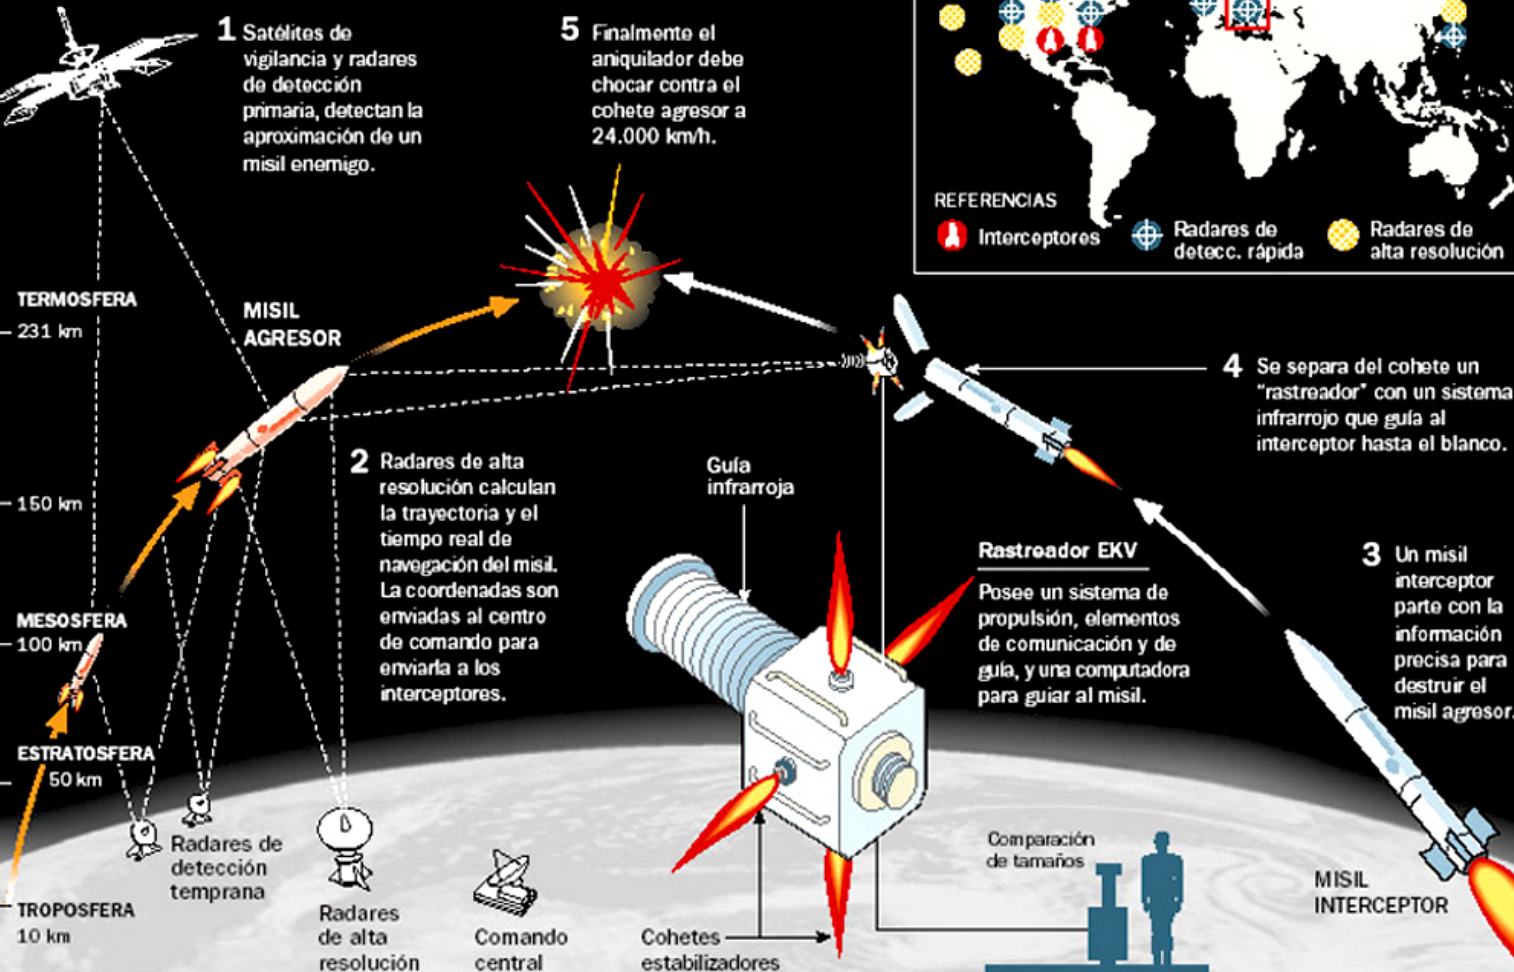 1 Satélites de
vigilancia y radares
de detección
primaria, detectan la
aproximación de un
misil enemigo.
5 Finalmente el
aniquilador debe
chocar contra el
cohete agresor a
24.000 km/h.
REFERENCIAS
Interceptores
Radares de
detecc. rápida
Radares de
alta resolución
TERMOSFERA
231 km
MISIL
AGRESOR
4 Se separa del cohete un
"rastreador" con un sistema
infrarrojo que guía al
interceptor hasta el blanco.
2 Radares de alta
resolución calculan
la trayectoria y el
tiempo real de
navegación del misil.
La coordenadas son
enviadas al centro
de comando para
enviarla a los
interceptores.
Guía
infrarroja
150 km
Rastreador EKV
Posee un sistema de
propulsión, elementos
de comunicación y de
guía, y una computadora
para guiar al misil.
3 Un misil
interceptor
parte con la
información
precisa para
destruir el
misil agresor.
MESOSFERA
100 km
ESTRATOSFERA
50 km
Radares de
detección
temprana
Comparación
de tamaños
MISIL
INTERCEPTOR
TROPOSFERA
10 km
Radares
de alta
resolución
Comando
central
Cohetes
estabilizadores